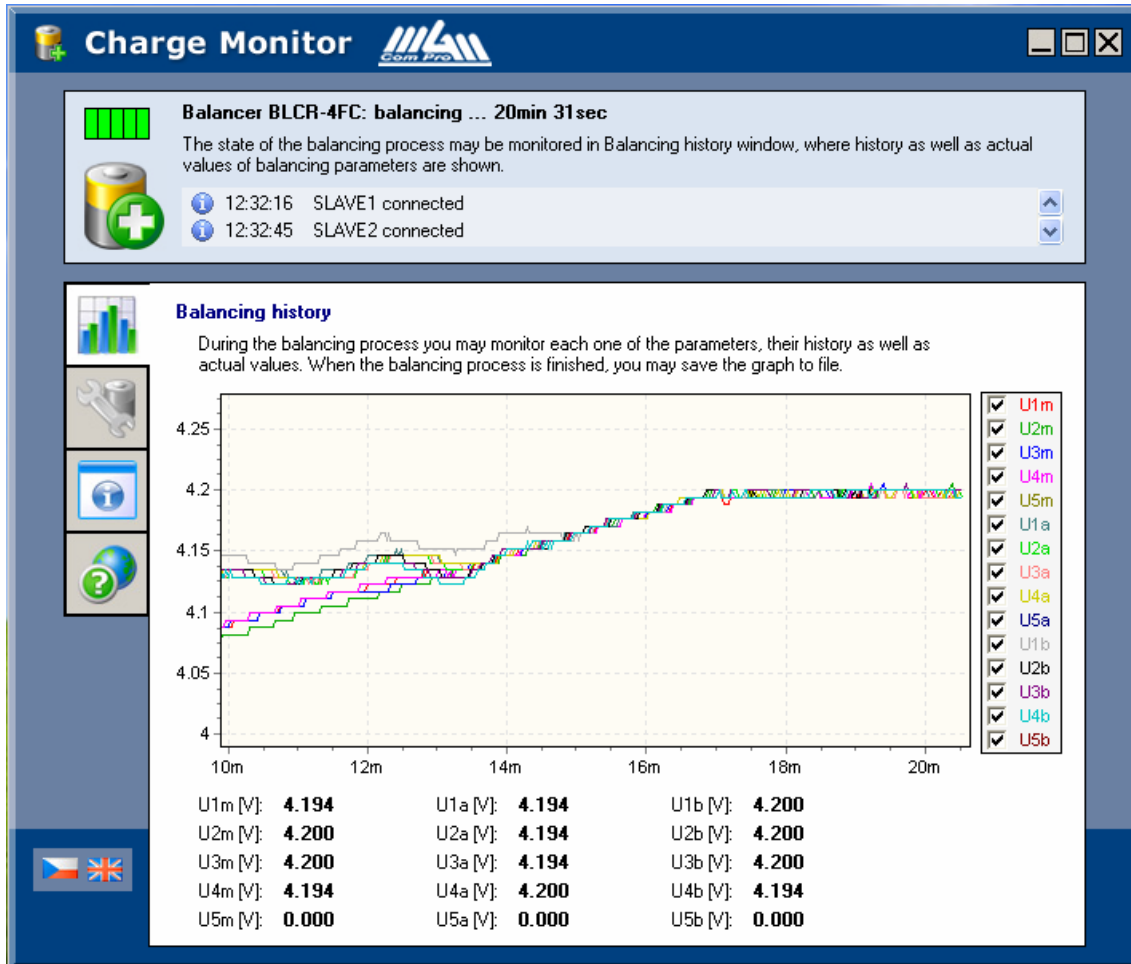 Charge Monitor
MGM
Com Pro
Balancer BLCR-4FC: balancing ... 20min 31sec
The state of the balancing process may be monitored in Balancing history window, where history as well as actual
values of balancing parameters are shown.
12:32:16 SLAVE1 connected
12:32:45 SLAVE2 connected
Balancing history
During the balancing process you may monitor each one of the parameters, their history as well as
actual values. When the balancing process is finished, you may save the graph to file.
4.25
4.2
4.15
4.1
4.05
4
10m 12m 14m 16m 18m 20m
U1m
U2m
U3m
U4m
U5m
U1a
U2a
U3a
U4a
U5a
U1b
U2b
U3b
U4b
U5b
U1m [V]: 4.194 U1a [V]: 4.194 U1b [V]: 4.200
U2m [V]: 4.200 U2a [V]: 4.194 U2b [V]: 4.200
U3m [V]: 4.200 U3a [V]: 4.194 U3b [V]: 4.200
U4m [V]: 4.194 U4a [V]: 4.200 U4b [V]: 4.194
U5m [V]: 0.000 U5a [V]: 0.000 U5b [V]: 0.000